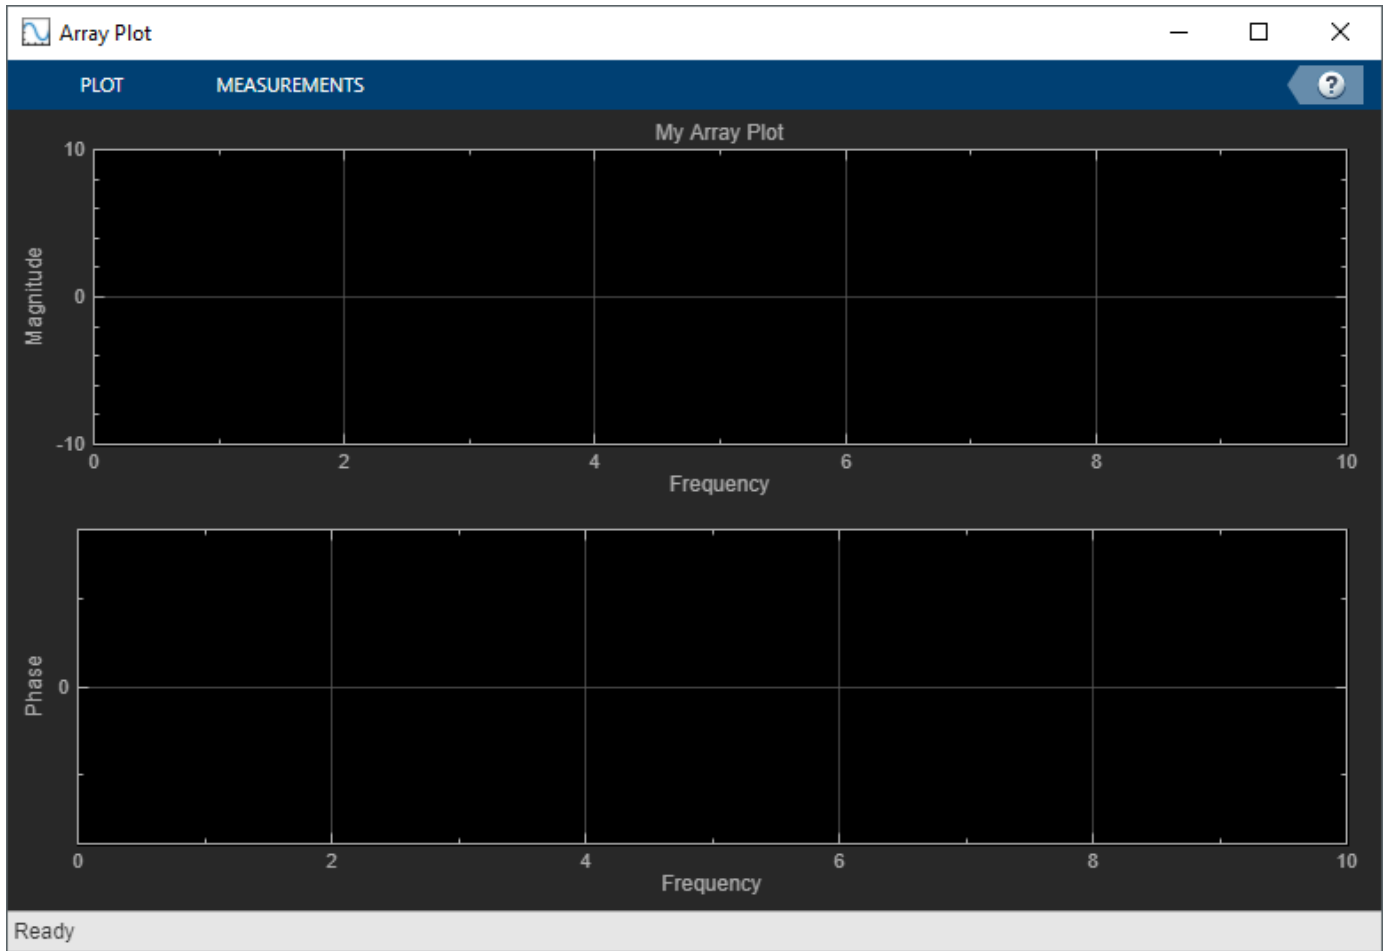 Array Plot
PLOT MEASUREMENTS ?
My Array Plot
10
Magnitude
0
-10
0 2 4 6 8 10
Frequency
Phase
0
0 2 4 6 8 10
Frequency
Ready